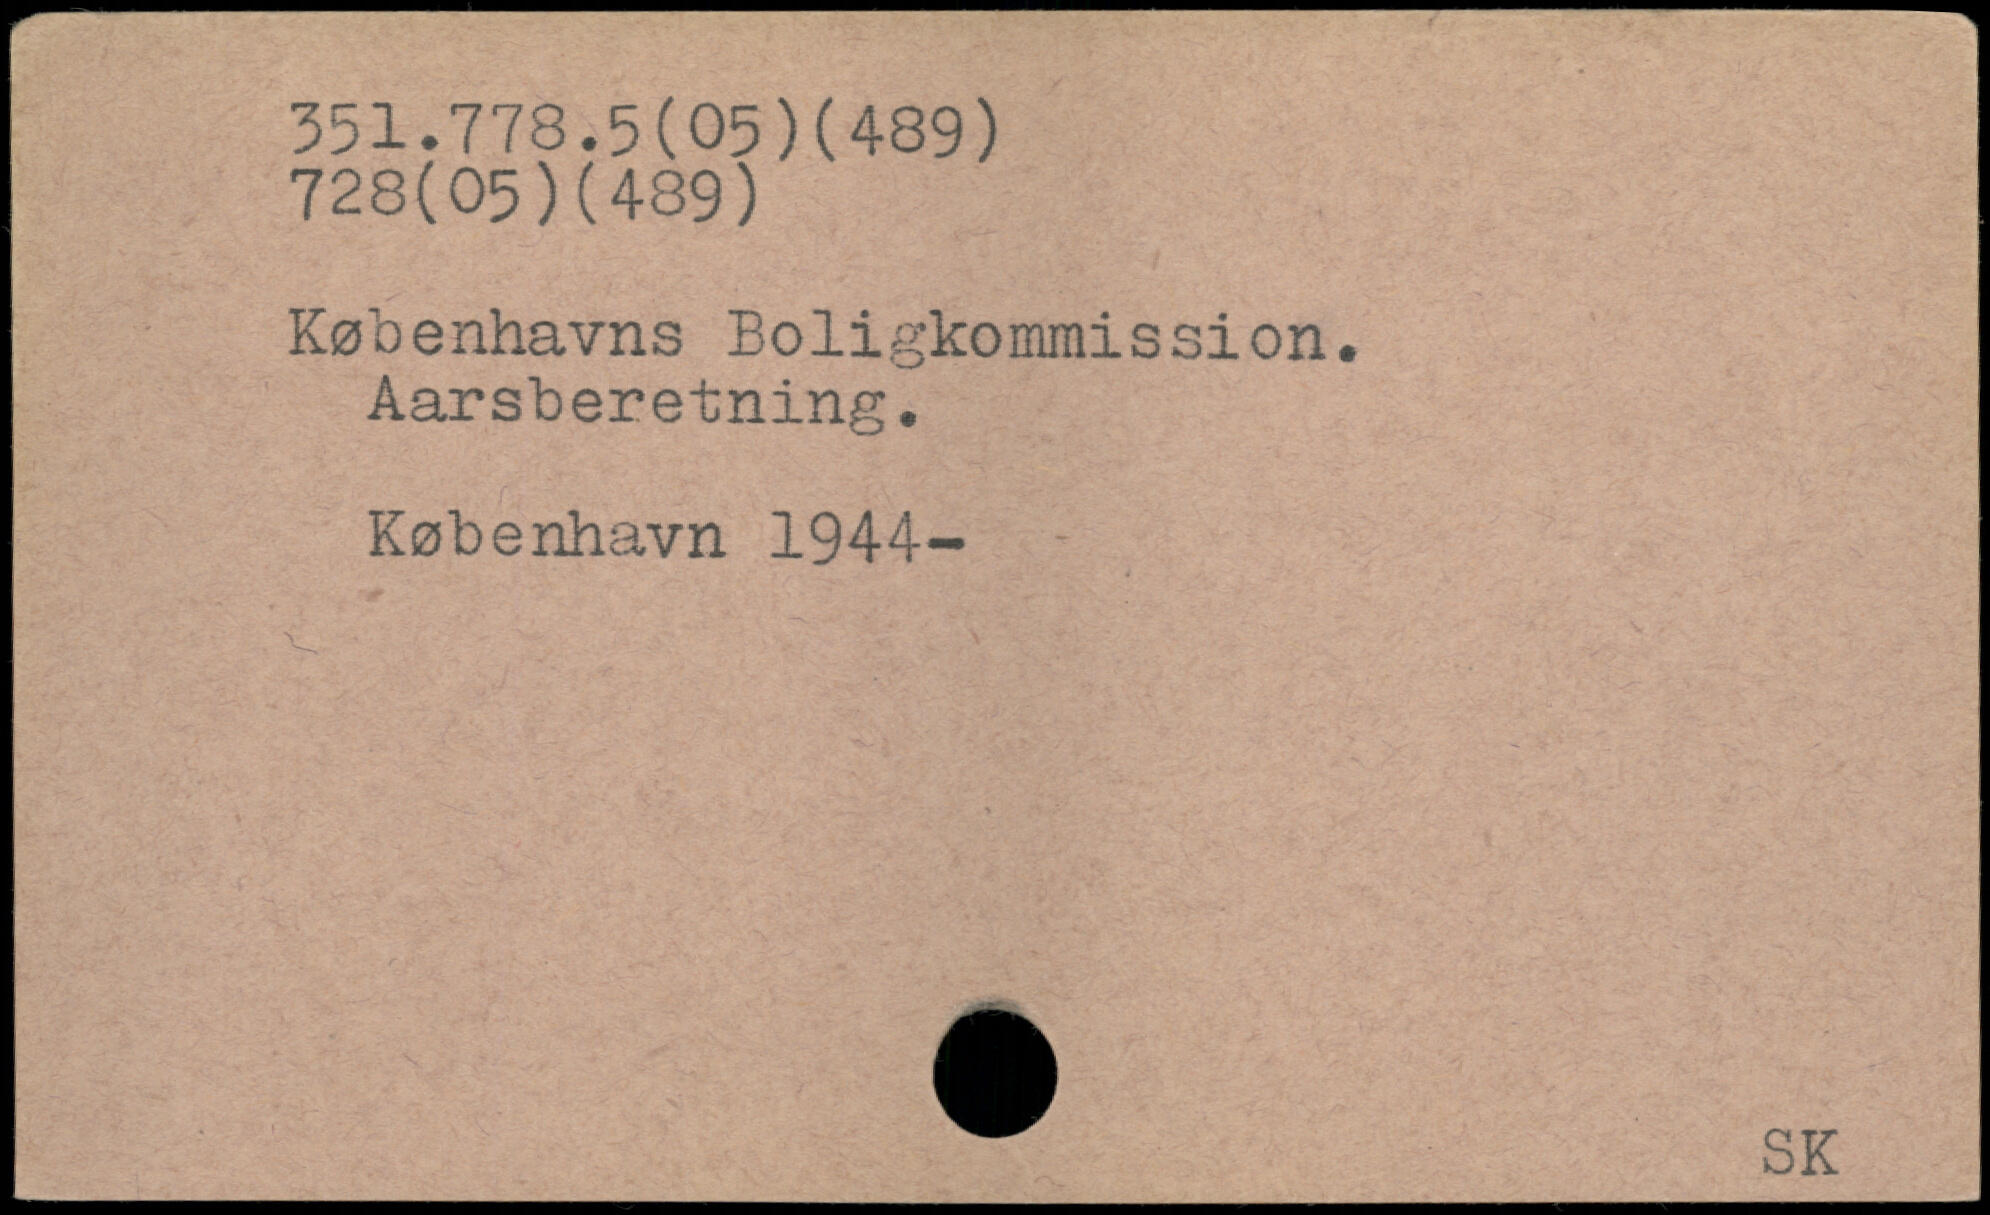 351.778.5(05)(489)
728(05)(489)
Københavns Boligkommission.
Aarsberetning.
København 1944-
SK